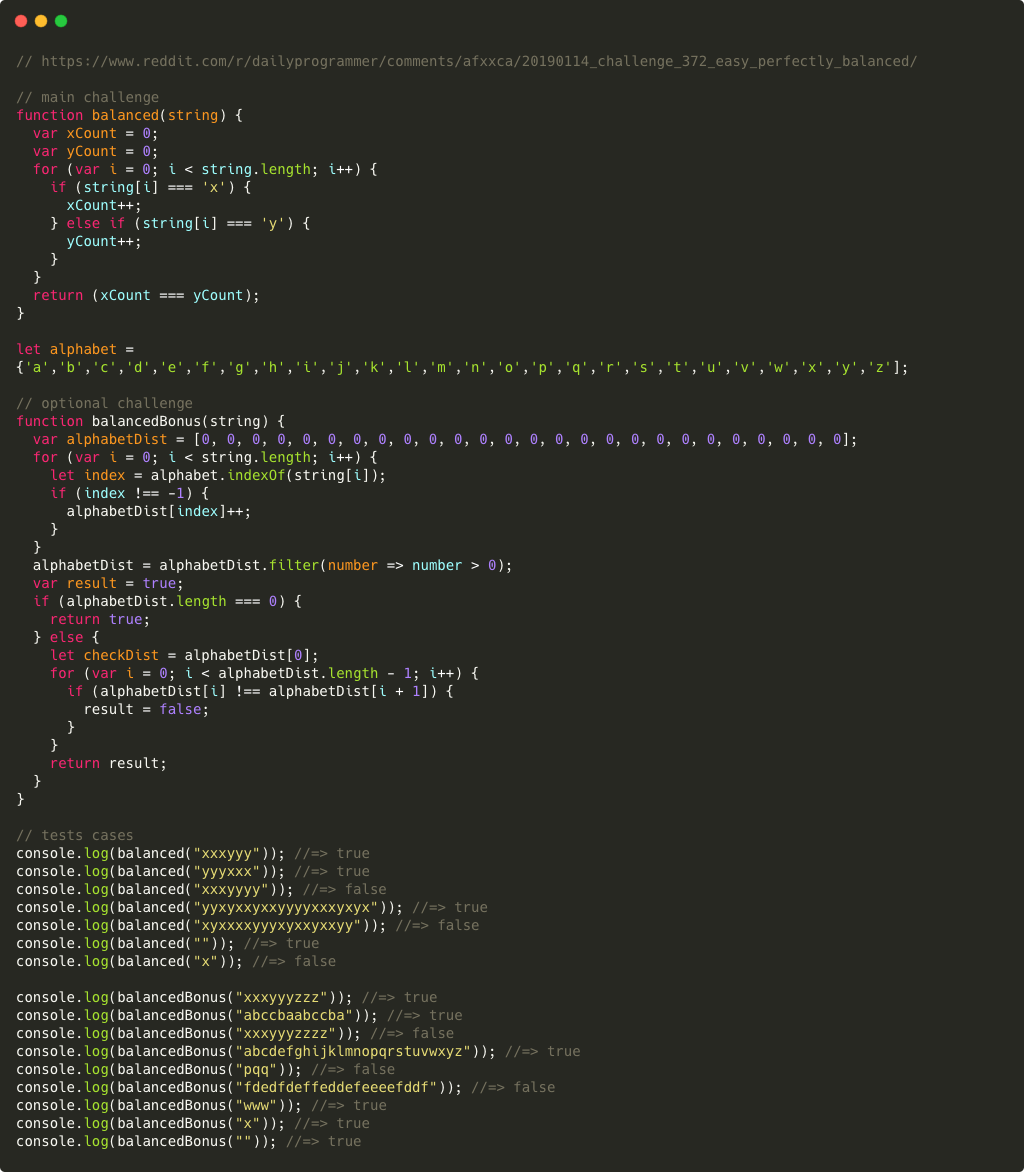 // https://www.reddit.com/r/dailyprogrammer/comments/afxxca/20190114_challenge_372_easy_perfectly_balanced/

// main challenge
function balanced(string) {
  var xCount = 0;
  var yCount = 0;
  for (var i = 0; i < string.length; i++) {
    if (string[i] === 'x') {
      xCount++;
    } else if (string[i] === 'y') {
      yCount++;
    }
  }
  return (xCount === yCount);
}

let alphabet =
{'a','b','c','d','e','f','g','h','i','j','k','l','m','n','o','p','q','r','s','t','u','v','w','x','y','z'];

// optional challenge
function balancedBonus(string) {
  var alphabetDist = [0, 0, 0, 0, 0, 0, 0, 0, 0, 0, 0, 0, 0, 0, 0, 0, 0, 0, 0, 0, 0, 0, 0, 0, 0, 0];
  for (var i = 0; i < string.length; i++) {
    let index = alphabet.indexOf(string[i]);
    if (index !== -1) {
      alphabetDist[index]++;
    }
  }
  alphabetDist = alphabetDist.filter(number => number > 0);
  var result = true;
  if (alphabetDist.length === 0) {
    return true;
  } else {
    let checkDist = alphabetDist[0];
    for (var i = 0; i < alphabetDist.length - 1; i++) {
      if (alphabetDist[i] !== alphabetDist[i + 1]) {
        result = false;
      }
    }
    return result;
  }
}

// tests cases
console.log(balanced("xxxyyy")); //=> true
console.log(balanced("yyyxxx")); //=> true
console.log(balanced("xxxyyyy")); //=> false
console.log(balanced("yyxyxxyxxyyyyxxxyxyx")); //=> true
console.log(balanced("xyxxxxyyyxyxxyxxyy")); //=> false
console.log(balanced("")); //=> true
console.log(balanced("x")); //=> false

console.log(balancedBonus("xxxyyyzzz")); //=> true
console.log(balancedBonus("abccbaabccba")); //=> true
console.log(balancedBonus("xxxyyyzzzz")); //=> false
console.log(balancedBonus("abcdefghijklmnopqrstuvwxyz")); //=> true
console.log(balancedBonus("pqq")); //=> false
console.log(balancedBonus("fdedfdeffeddefeeeefddf")); //=> false
console.log(balancedBonus("www")); //=> true
console.log(balancedBonus("x")); //=> true
console.log(balancedBonus("")); //=> true